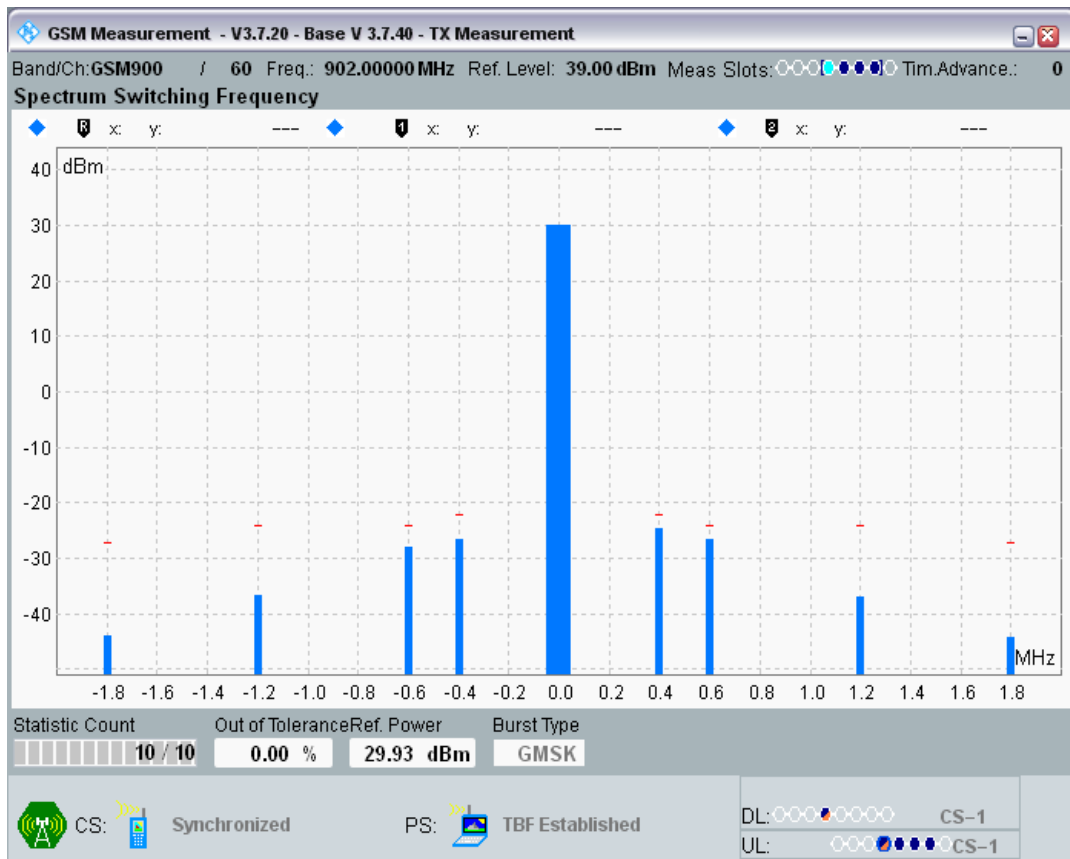 GSM Measurement - V3.7.20 - Base V 3.7.40 - TX Measurement
Band/Ch:GSM900 / 60 Freq.: 902.00000 MHz Ref. Level: 39.00 dBm Meas Slots: Tim.Advance.: 0
Spectrum Switching Frequency
R x: y: --- 1 x: y: --- 2 x: y: ---
dBm
40
30
20
10
0
-10
-20
-30
-40
MHz
-1.8 -1.6 -1.4 -1.2 -1.0 -0.8 -0.6 -0.4 -0.2 0.0 0.2 0.4 0.6 0.8 1.0 1.2 1.4 1.6 1.8
Statistic Count Out of Tolerance Ref. Power Burst Type
10 / 10 0.00 % 29.93 dBm GMSK
CS: Synchronized PS: TBF Established
DL: CS-1
UL: CS-1